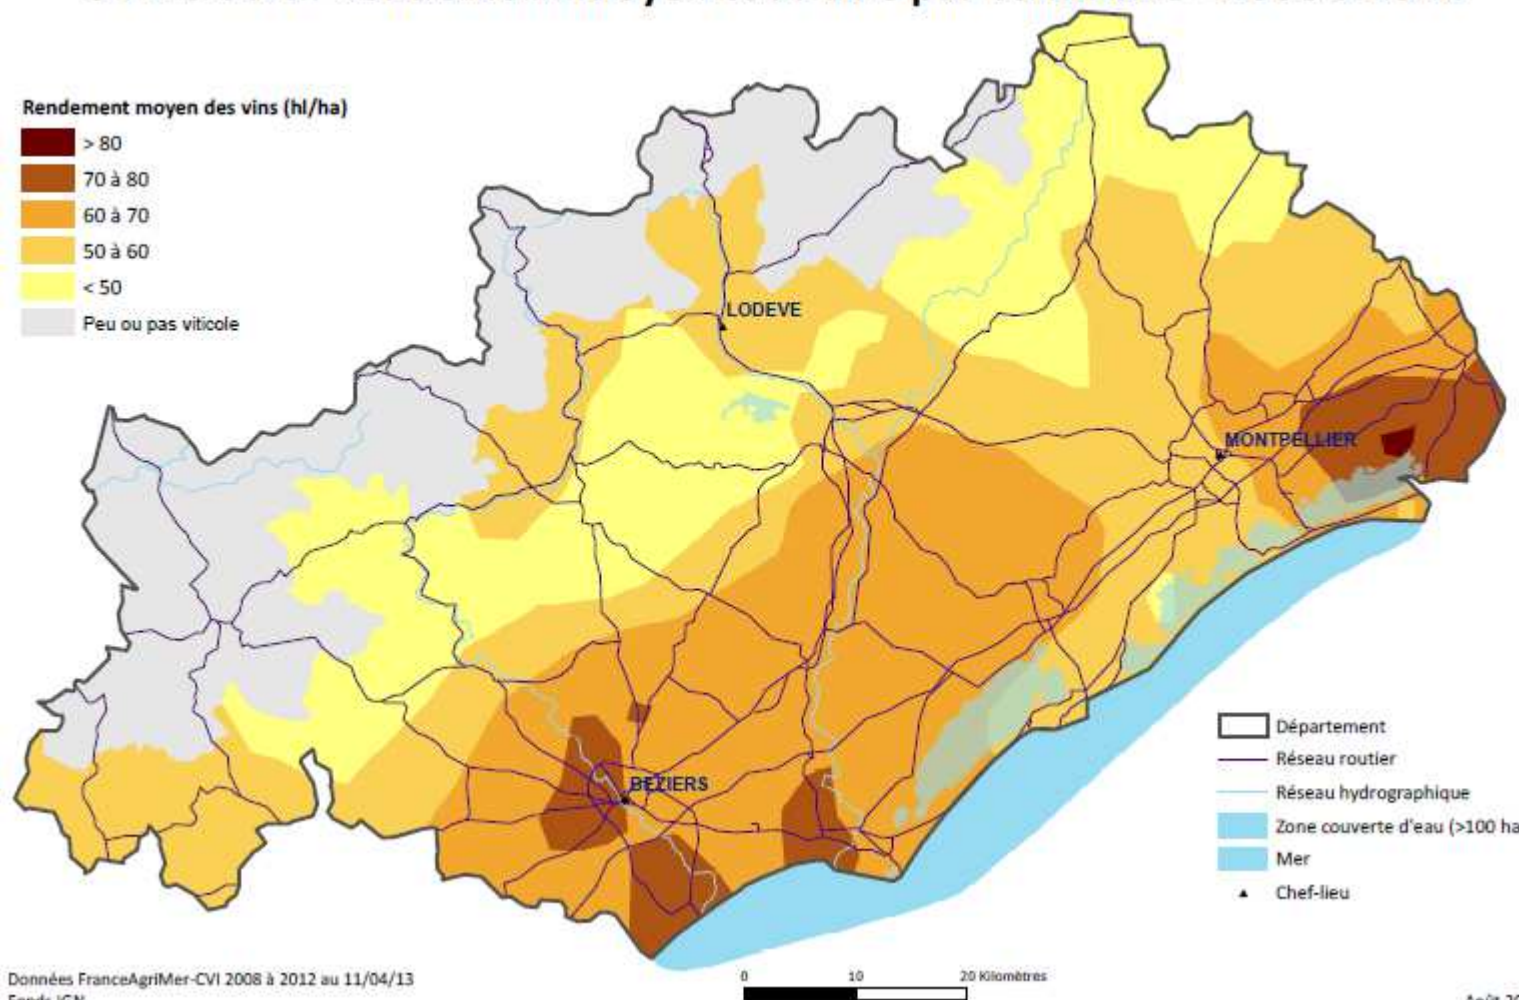 Rendement moyen des vins (hl/ha)
> 80
70 à 80
60 à 70
50 à 60
< 50
Peu ou pas viticole
LODEVE
MONTPELLIER
BEZIERS
Département
Réseau routier
Réseau hydrographique
Zone couverte d'eau (>100 ha
Mer
Chef-lieu
Données FranceAgriMer-CVI 2008 à 2012 au 11/04/13
0 10 20 Kilomètres
Fonds IGN